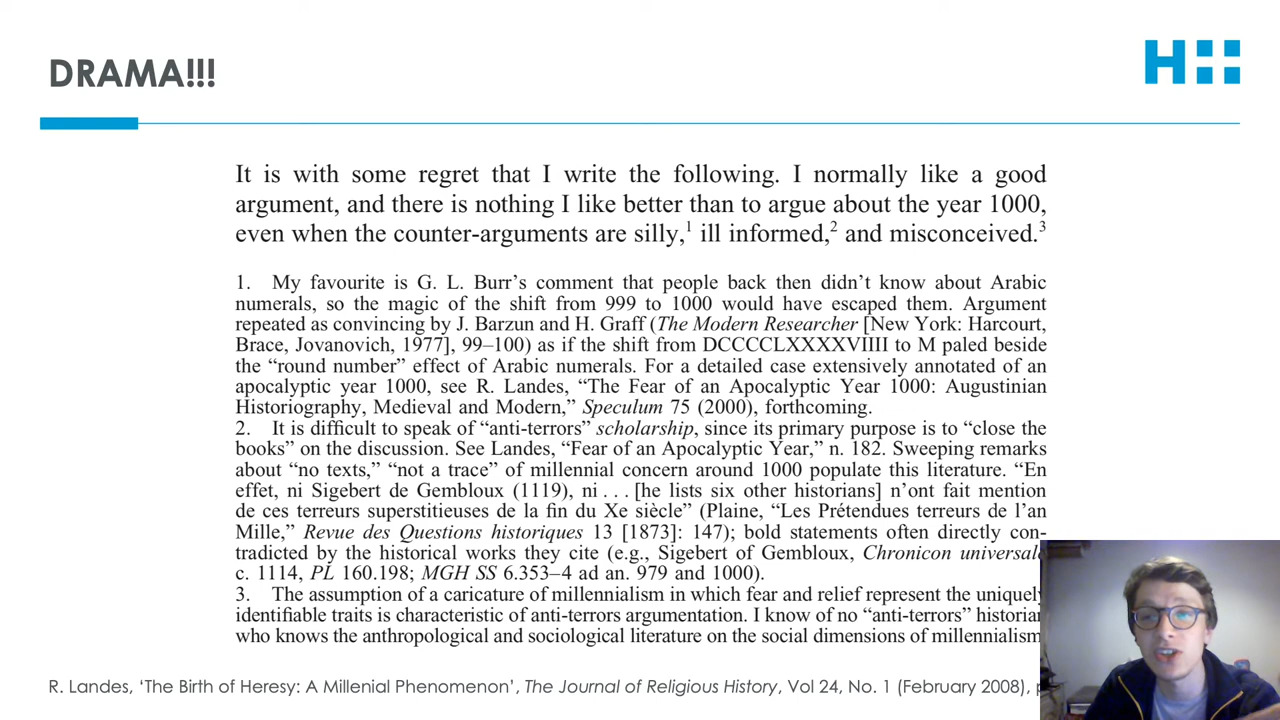 DRAMA!!!
H
It is with some regret that I write the following. I normally like a good
argument, and there is nothing I like better than to argue about the year 1000,
even when the counter-arguments are silly,¹ ill informed,² and misconceived.³
1. My favourite is G. L. Burr’s comment that people back then didn’t know about Arabic
numerals, so the magic of the shift from 999 to 1000 would have escaped them. Argument
repeated as convincing by J. Barzun and H. Graff (The Modern Researcher [New York: Harcourt,
Brace, Jovanovich, 1977], 99–100) as if the shift from DCCCCLXXXXVIIII to M paled beside
the “round number” effect of Arabic numerals. For a detailed case extensively annotated of an
apocalyptic year 1000, see R. Landes, “The Fear of an Apocalyptic Year 1000: Augustinian
Historiography, Medieval and Modern,” Speculum 75 (2000), forthcoming.
2. It is difficult to speak of “anti-terrors” scholarship, since its primary purpose is to “close the
books” on the discussion. See Landes, “Fear of an Apocalyptic Year,” n. 182. Sweeping remarks
about “no texts,” “not a trace” of millennial concern around 1000 populate this literature. “En
effet, ni Sigebert de Gembloux (1119), ni . . . [he lists six other historians] n’ont fait mention
de ces terreurs superstitieuses de la fin du Xe siècle” (Plaine, “Les Prétendues terreurs de l’an
Mille,” Revue des Questions historiques 13 [1873]: 147); bold statements often directly con-
tradicted by the historical works they cite (e.g., Sigebert of Gembloux, Chronicon universale
c. 1114, PL 160.198; MGH SS 6.353–4 ad an. 979 and 1000).
3. The assumption of a caricature of millennialism in which fear and relief represent the uniquely
identifiable traits is characteristic of anti-terrors argumentation. I know of no “anti-terrors” historian
who knows the anthropological and sociological literature on the social dimensions of millennialism
R. Landes, ‘The Birth of Heresy: A Millenial Phenomenon’, The Journal of Religious History, Vol 24, No. 1 (February 2008),